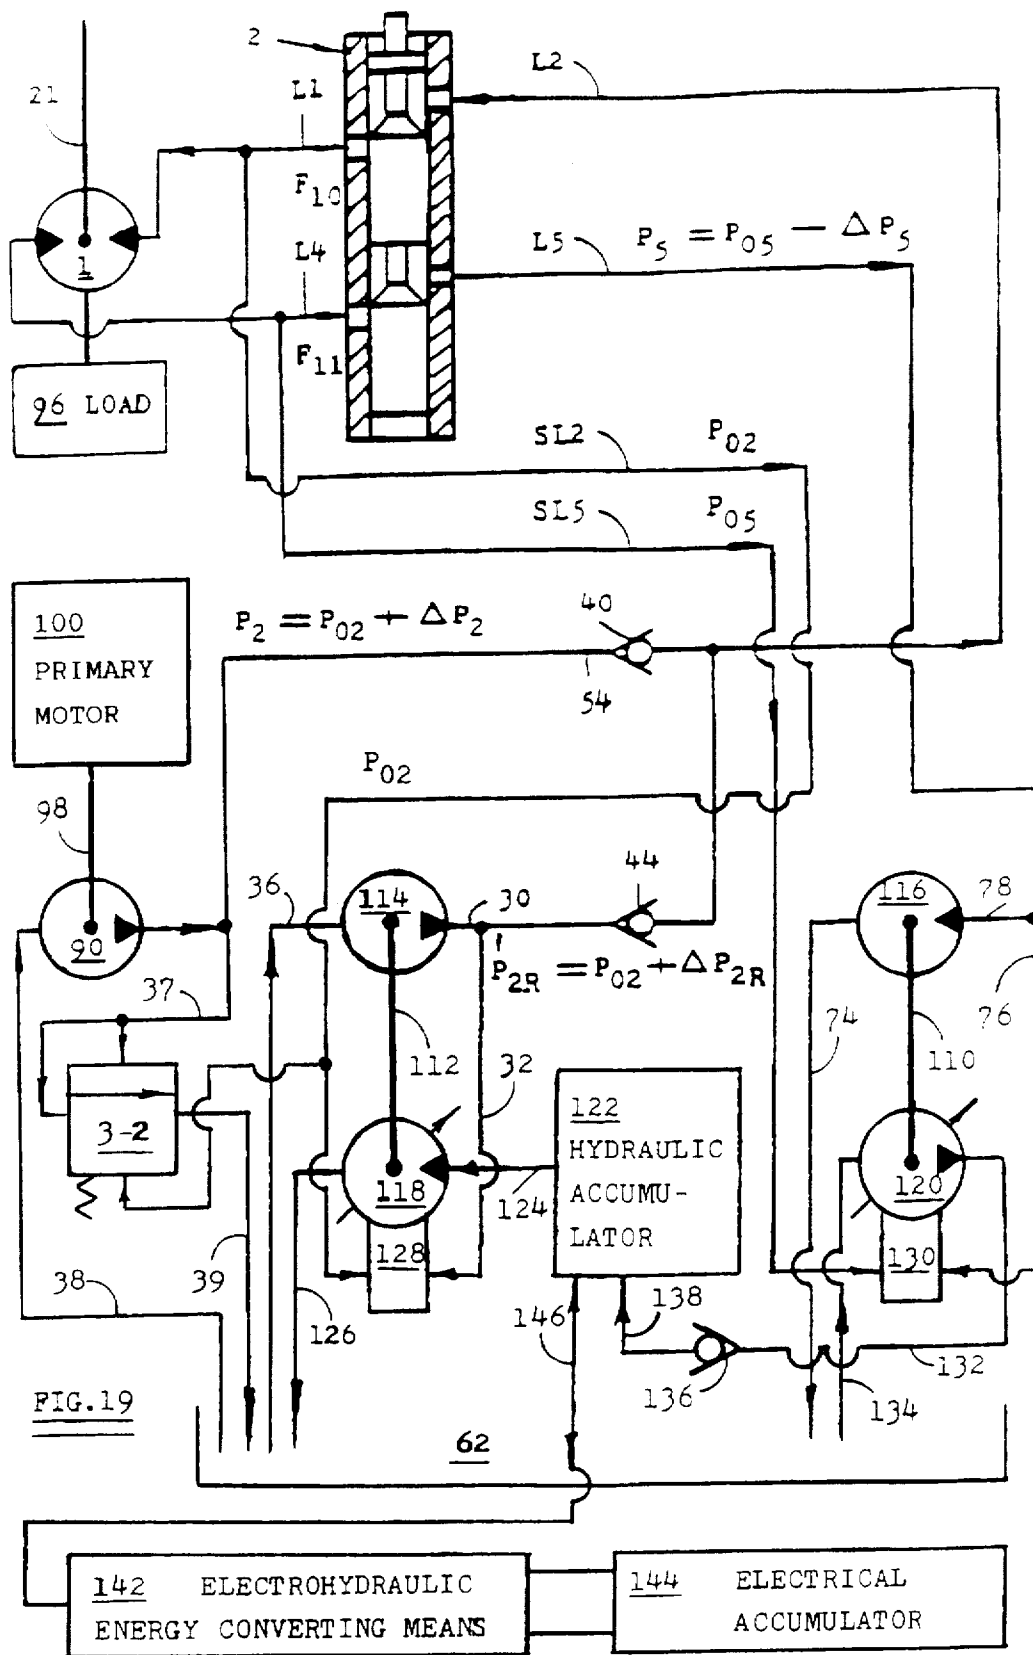 2
L2
21
L1
F10
1
L4
L5
P5 = P05 − ΔP5
F11
96 LOAD
SL2
P02
SL5
P05
100
PRIMARY
MOTOR
P2 = P02 + ΔP2
40
54
P02
98
36
114
30
44
116
78
90
P2R = P02 + ΔP2R
37
74
76
112
32
110
3-2
122
HYDRAULIC
ACCUMU-
LATOR
118
124
120
128
130
38
39
126
146
138
136
132
134
FIG.19
62
142 ELECTROHYDRAULIC
ENERGY CONVERTING MEANS
144 ELECTRICAL
ACCUMULATOR